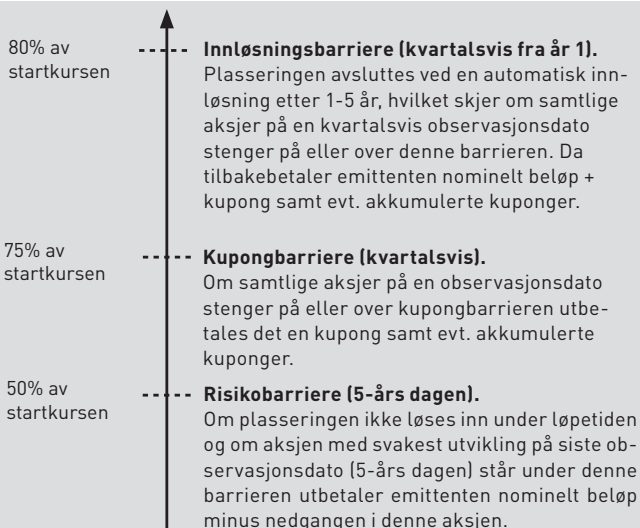 80% av
startkursen
Innløsningsbarriere (kvartalsvis fra år 1).
Plasseringen avsluttes ved en automatisk inn-
løsning etter 1-5 år, hvilket skjer om samtlige
aksjer på en kvartalsvis observasjonsdato
stenger på eller over denne barrieren. Da
tilbakebetaler emittenten nominelt beløp +
kupong samt evt. akkumulerte kuponger.
75% av
startkursen
Kupongbarriere (kvartalsvis).
Om samtlige aksjer på en observasjonsdato
stenger på eller over kupongbarrieren utbe-
tales det en kupong samt evt. akkumulerte
kuponger.
50% av
startkursen
Risikobarriere (5-års dagen).
Om plasseringen ikke løses inn under løpetiden
og om aksjen med svakest utvikling på siste ob-
servasjonsdato (5-års dagen) står under denne
barrieren utbetaler emittenten nominelt beløp
minus nedgangen i denne aksjen.